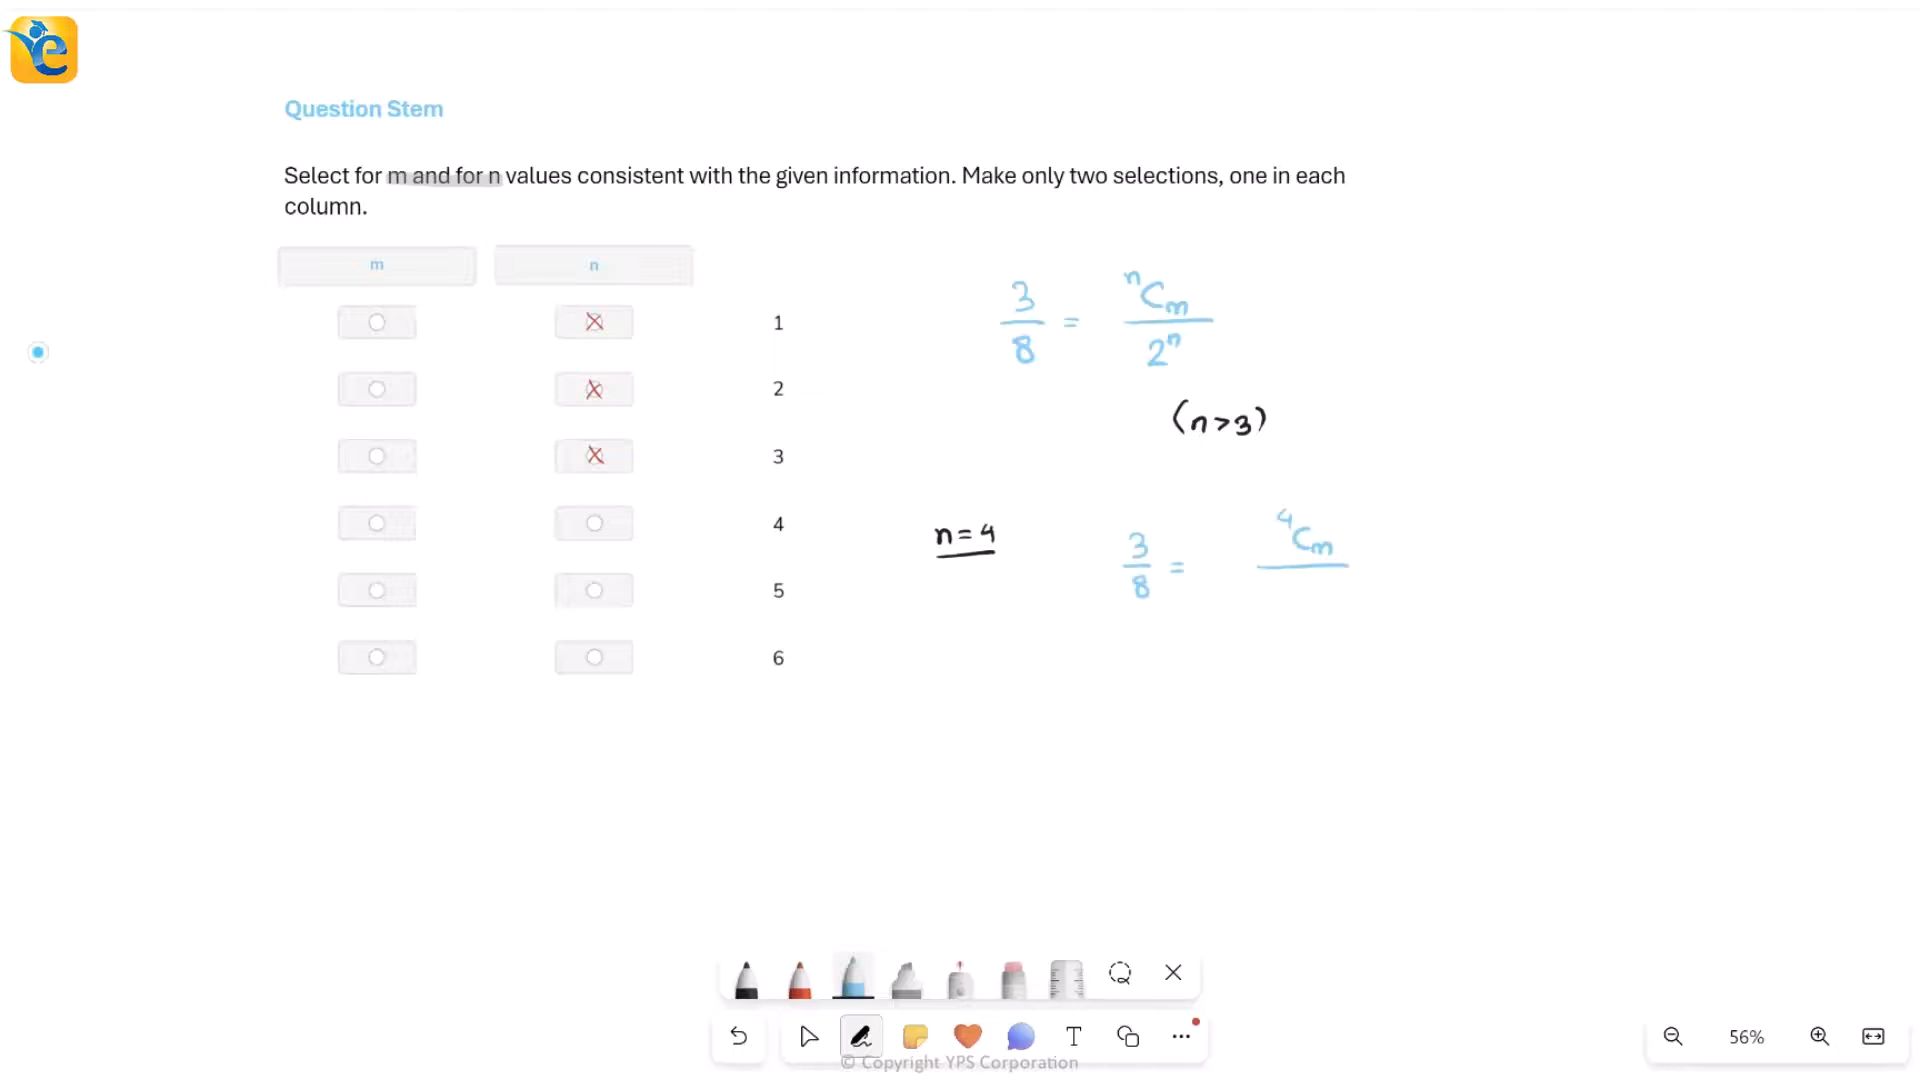 Question Stem
Select for m and for n values consistent with the given information. Make only two selections, one in each
column.
m n
1
2
3
4
5
6
3/8 = ⁿCₘ/2ⁿ
(n>3)
n = 4
3/8 = ⁴Cₘ
T
56%
© Copyright YPS Corporation